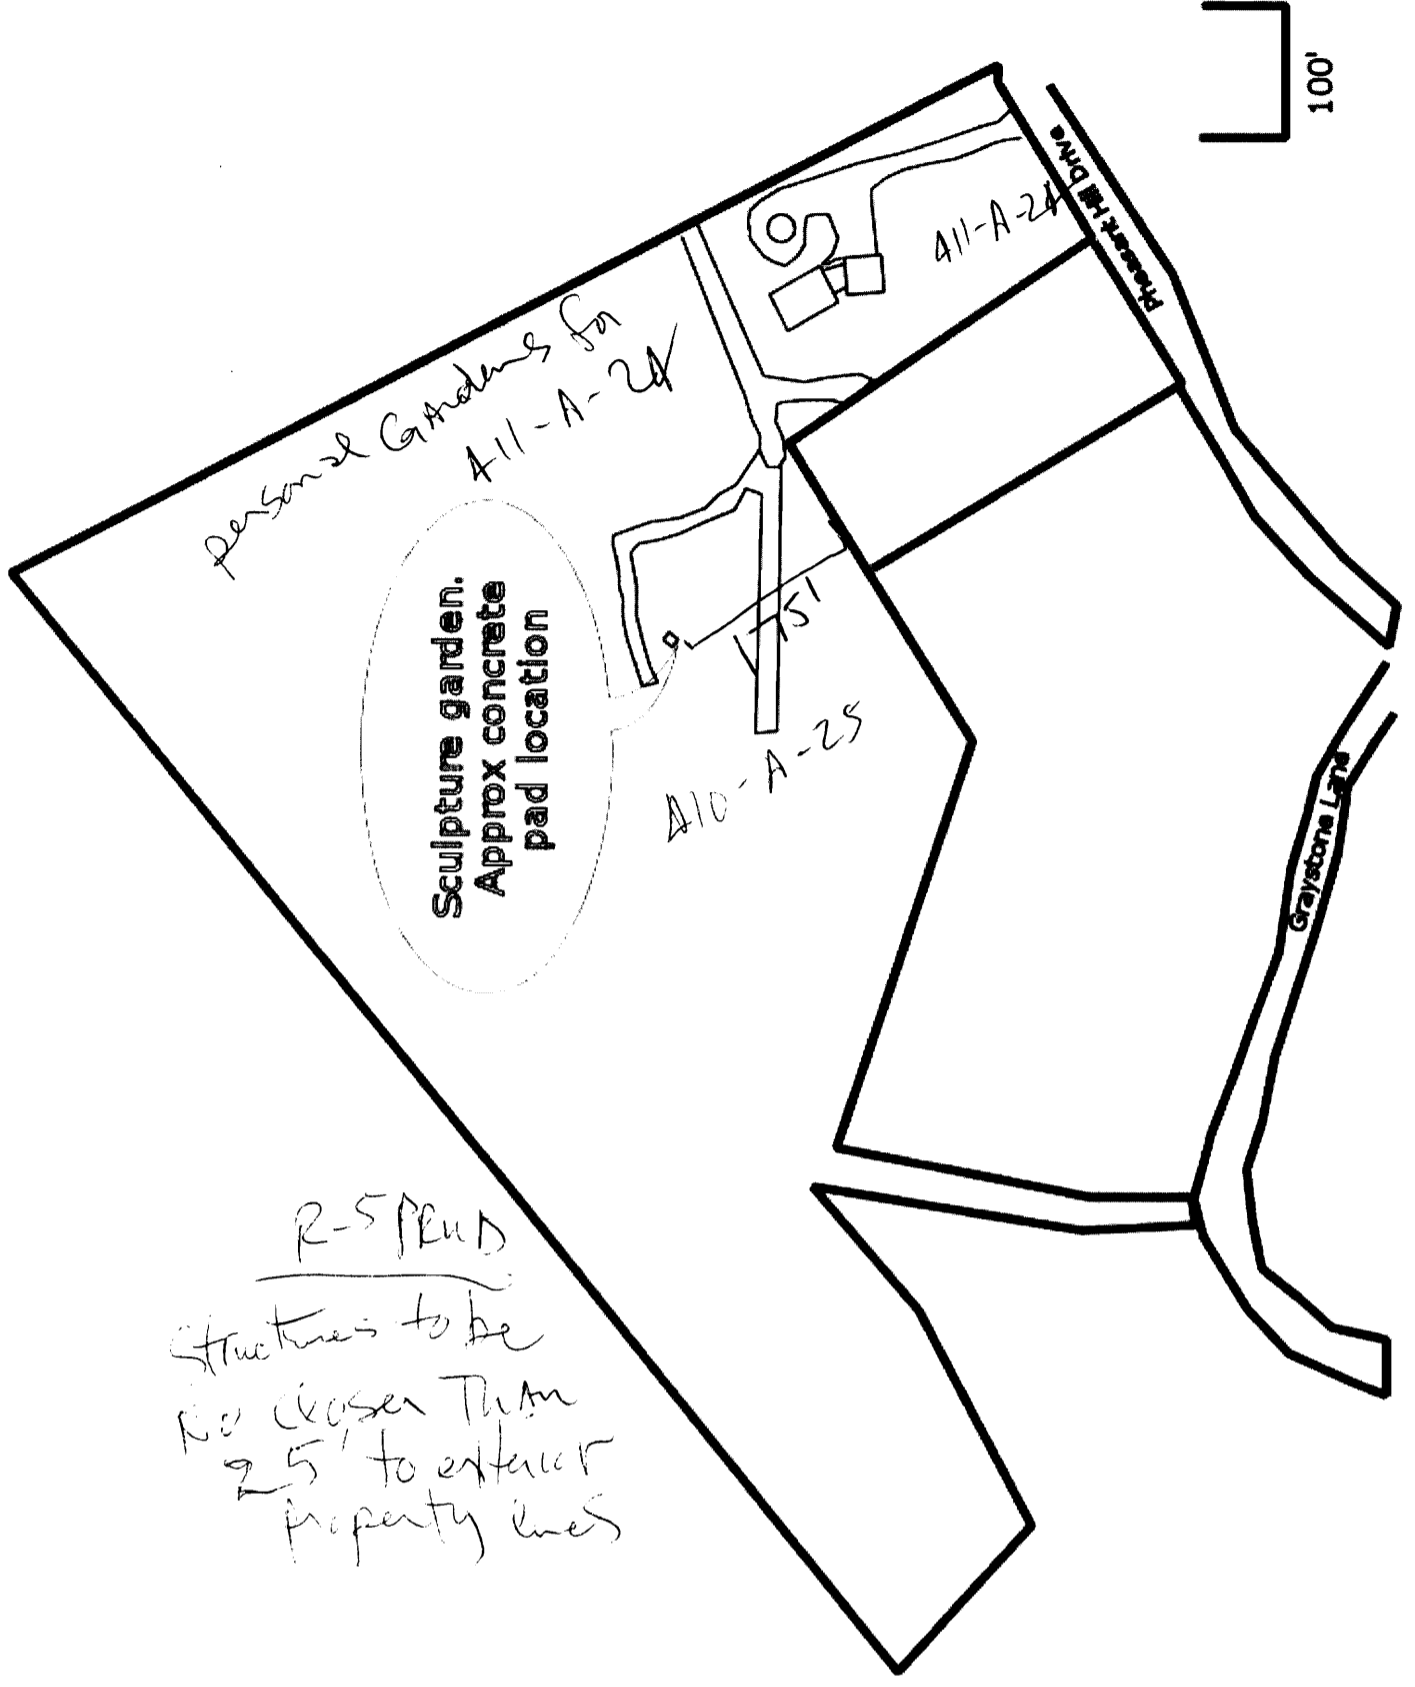 100'
Pheasant Hill Drive
A11-A-24
personal Gardens for
A11-A-24
Sculpture garden.
Approx concrete
pad location
175'
A10-A-25
Graystone Lane
R-5 PRUD
Structures to be
No closer Than
25' to exterior
property lines